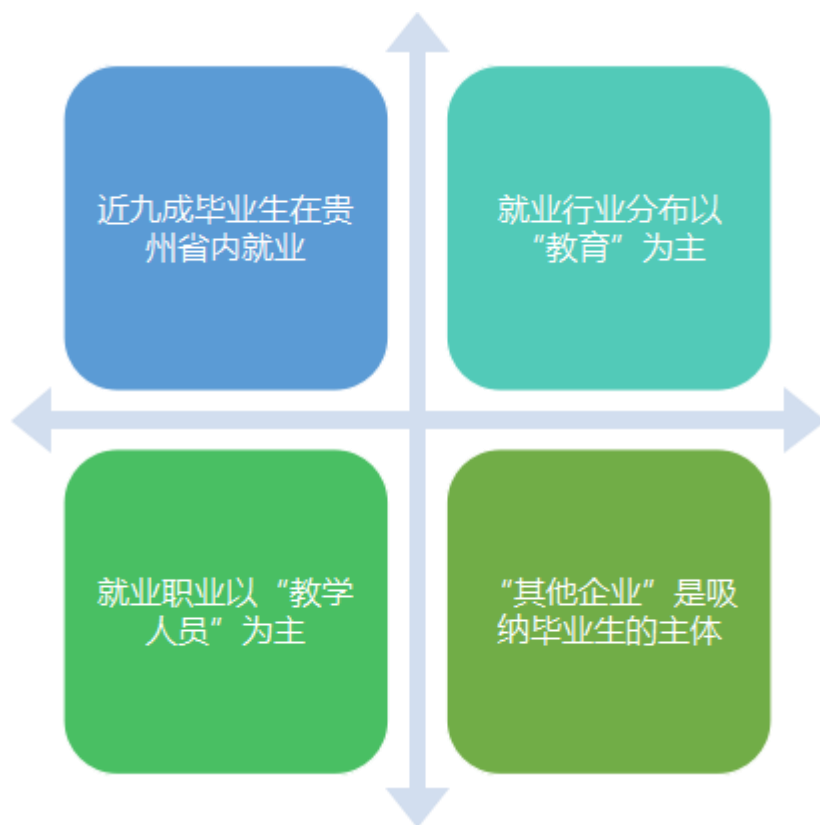 近九成毕业生在贵
州省内就业
就业行业分布以
“教育”为主
就业职业以“教学
人员”为主
“其他企业”是吸
纳毕业生的主体